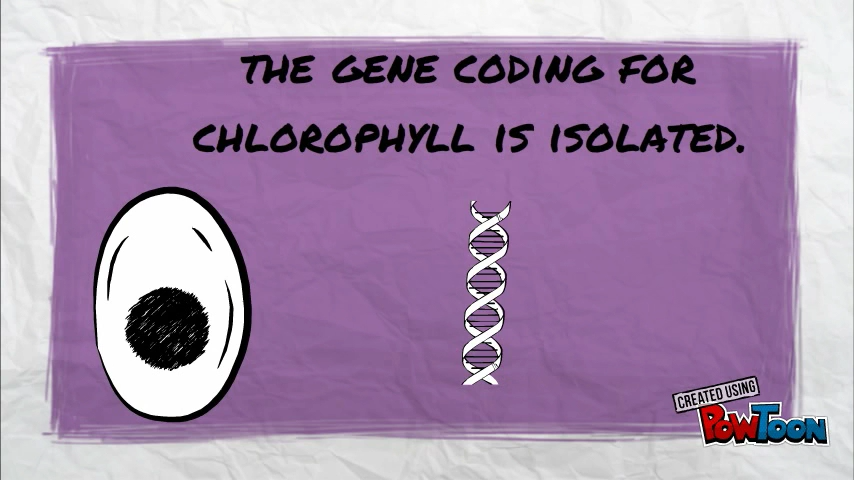 THE GENE CODING FOR
CHLOROPHYLL IS ISOLATED.
CREATED USING
POWTOON